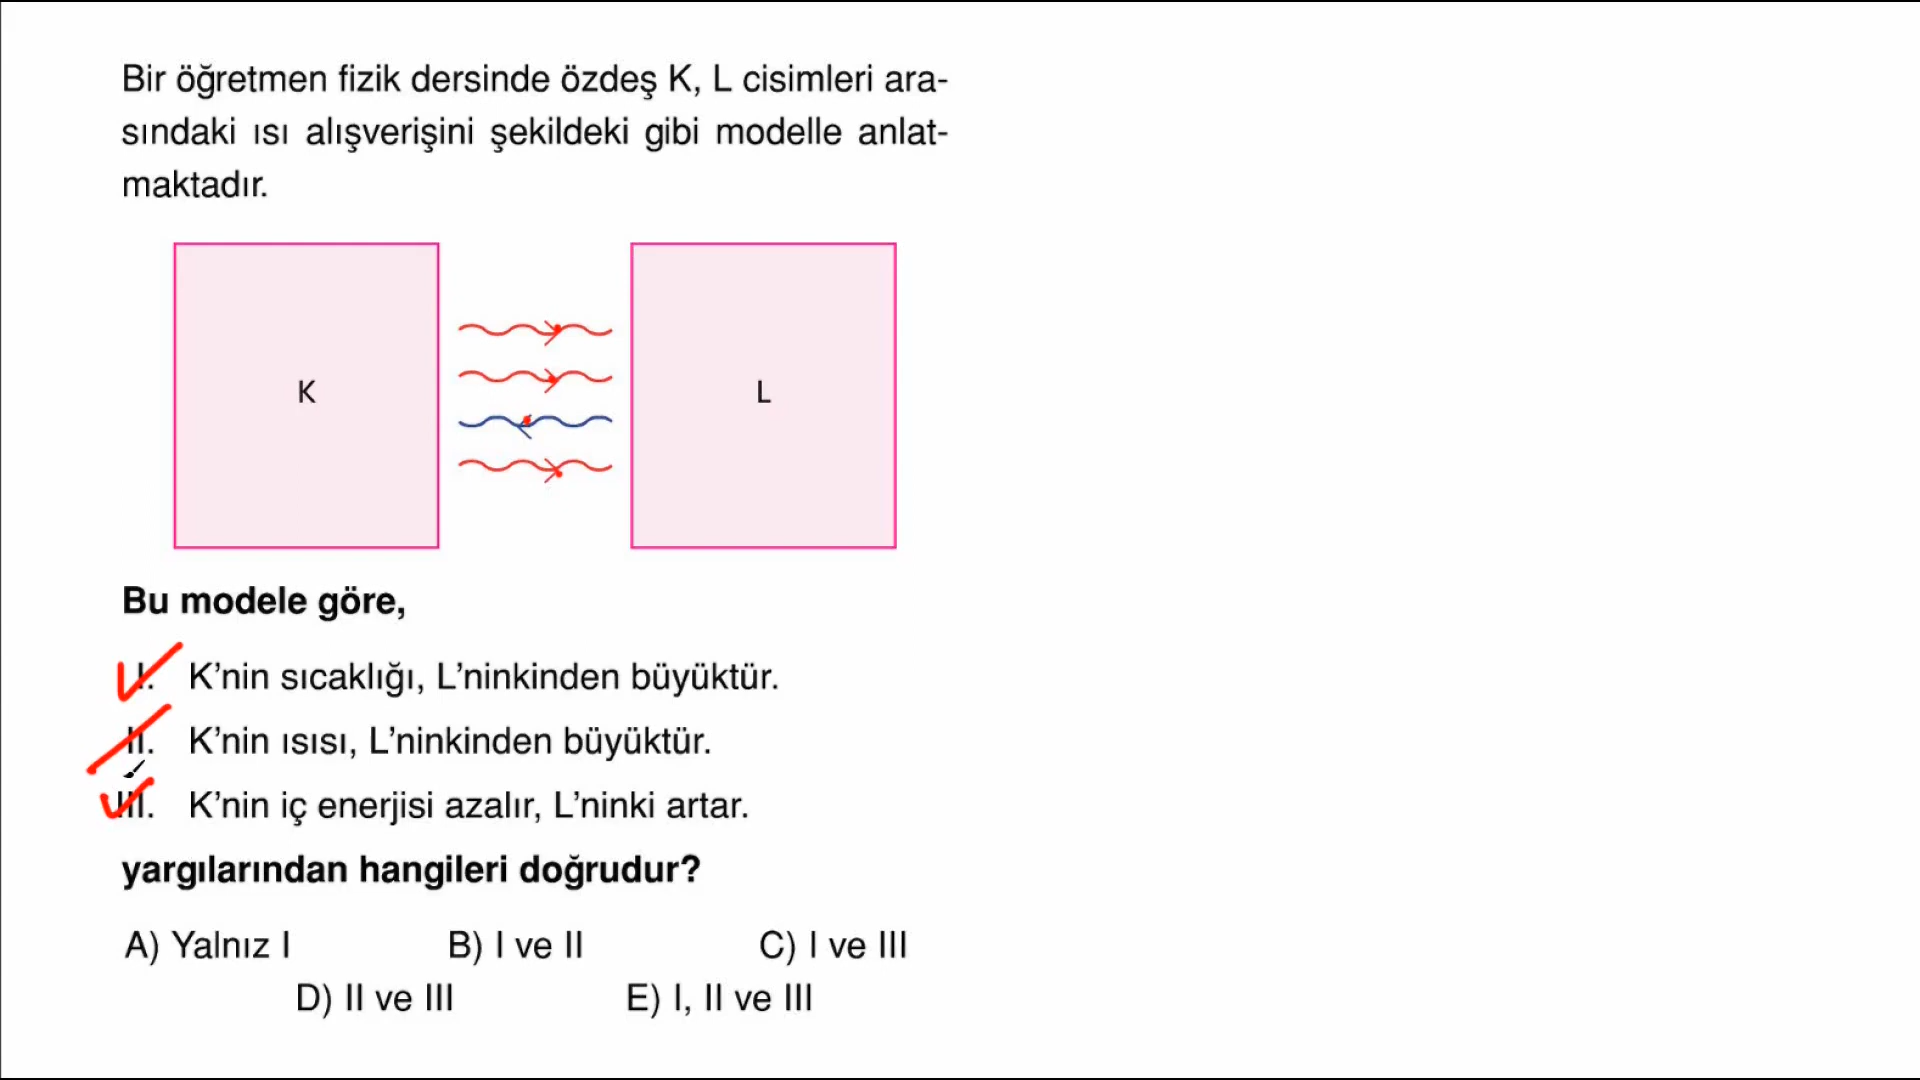 Bir öğretmen fizik dersinde özdeş K, L cisimleri ara-
sındaki ısı alışverişini şekildeki gibi modelle anlat-
maktadır.
K
L
Bu modele göre,
I. K’nin sıcaklığı, L’ninkinden büyüktür.
II. K’nin ısısı, L’ninkinden büyüktür.
III. K’nin iç enerjisi azalır, L’ninki artar.
yargılarından hangileri doğrudur?
A) Yalnız I B) I ve II C) I ve III
D) II ve III E) I, II ve III